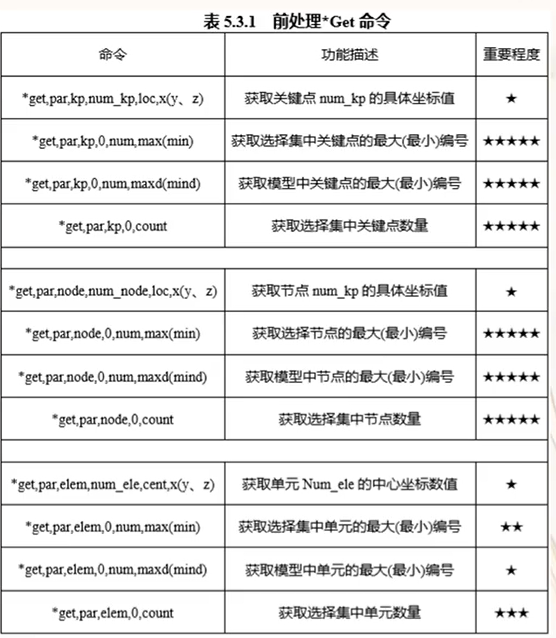 表 5.3.1 前处理*Get 命令
命令 功能描述 重要程度
*get,par,kp,num_kp,loc,x(y、z) 获取关键点 num_kp 的具体坐标值 ★
*get,par,kp,0,num,max(min) 获取选择集中关键点的最大(最小)编号 ★★★★★
*get,par,kp,0,num,maxd(mind) 获取模型中关键点的最大(最小)编号 ★★★★★
*get,par,kp,0,count 获取选择集中关键点数量 ★★★★★
*get,par,node,num_node,loc,x(y、z) 获取节点 num_kp 的具体坐标值 ★
*get,par,node,0,num,max(min) 获取选择节点的最大(最小)编号 ★★★★★
*get,par,node,0,num,maxd(mind) 获取模型中节点的最大(最小)编号 ★★★★★
*get,par,node,0,count 获取选择集中节点数量 ★★★★★
*get,par,elem,num_ele,cent,x(y、z) 获取单元 Num_ele 的中心坐标数值 ★
*get,par,elem,0,num,max(min) 获取选择集中单元的最大(最小)编号 ★★
*get,par,elem,0,num,maxd(mind) 获取模型中单元的最大(最小)编号 ★
*get,par,elem,0,count 获取选择集中单元数量 ★★★